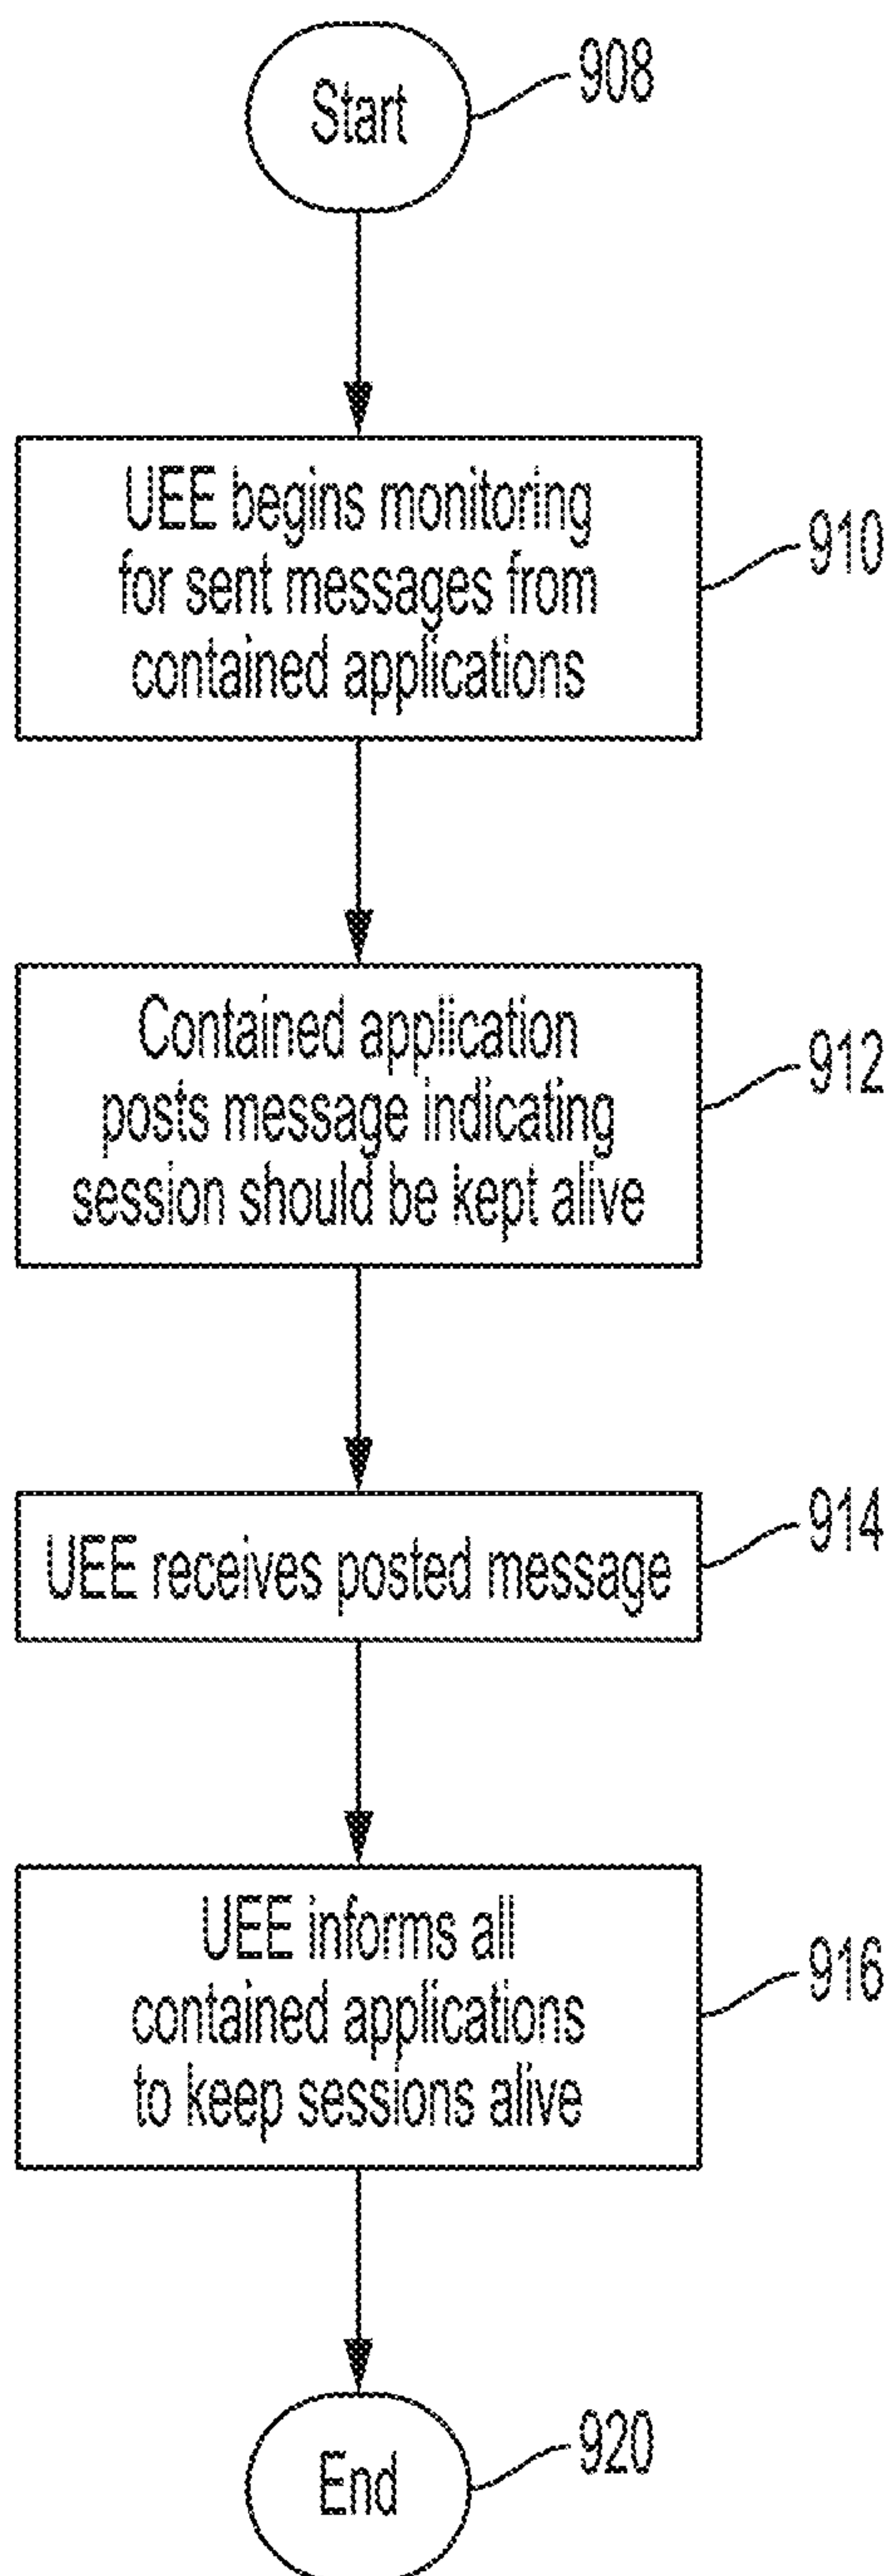 Start
908
UEE begins monitoring
for sent messages from
contained applications
910
Contained application
posts message indicating
session should be kept alive
912
UEE receives posted message
914
UEE informs all
contained applications
to keep sessions alive
916
End
920